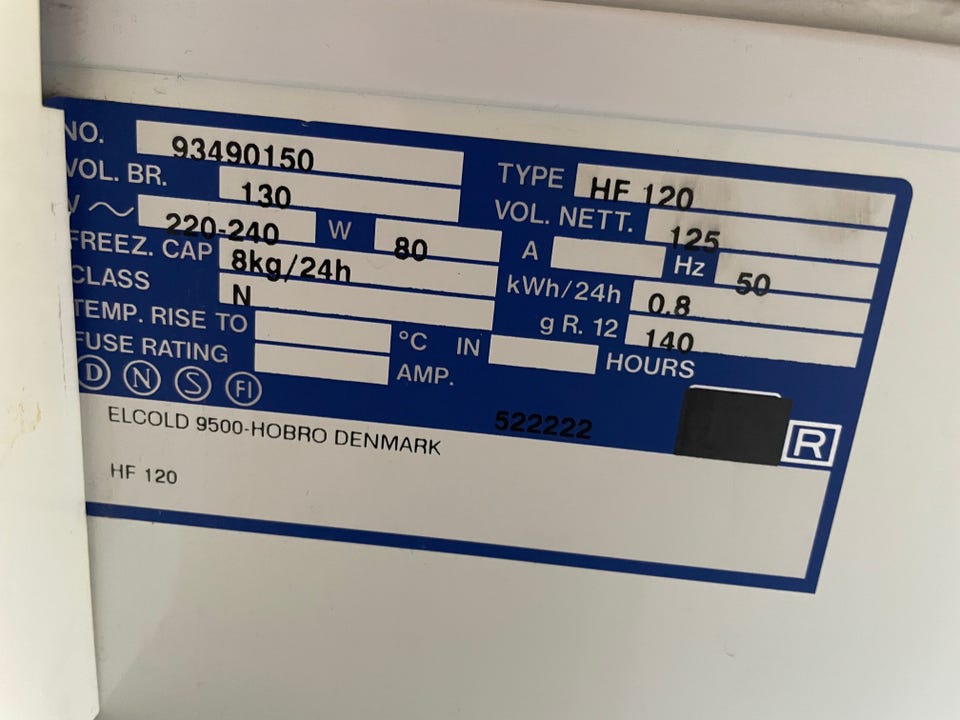 NO. 93490150 TYPE HF 120
VOL. BR. 130 VOL. NETT. 125
V ~ 220-240 W 80 A Hz 50
FREEZ. CAP 8kg/24h kWh/24h 0.8
CLASS N g R. 12 140
TEMP. RISE TO °C IN HOURS
FUSE RATING AMP.
D N S FI
ELCOLD 9500-HOBRO DENMARK 522222 R
HF 120